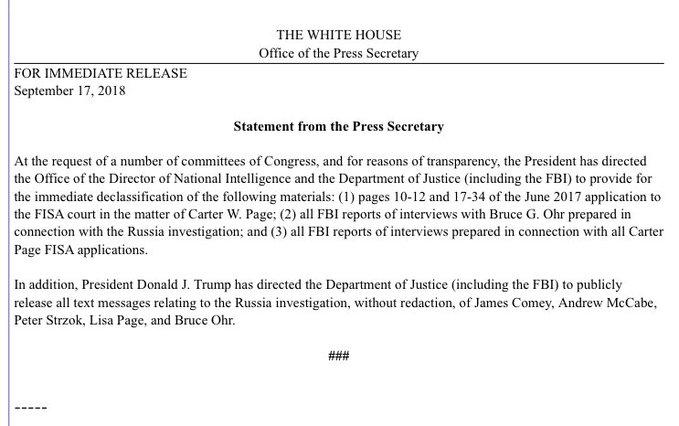 THE WHITE HOUSE
Office of the Press Secretary
FOR IMMEDIATE RELEASE
September 17, 2018
Statement from the Press Secretary
At the request of a number of committees of Congress, and for reasons of transparency, the President has directed
the Office of the Director of National Intelligence and the Department of Justice (including the FBI) to provide for
the immediate declassification of the following materials: (1) pages 10-12 and 17-34 of the June 2017 application to
the FISA court in the matter of Carter W. Page; (2) all FBI reports of interviews with Bruce G. Ohr prepared in
connection with the Russia investigation; and (3) all FBI reports of interviews prepared in connection with all Carter
Page FISA applications.
In addition, President Donald J. Trump has directed the Department of Justice (including the FBI) to publicly
release all text messages relating to the Russia investigation, without redaction, of James Comey, Andrew McCabe,
Peter Strzok, Lisa Page, and Bruce Ohr.
###
-----